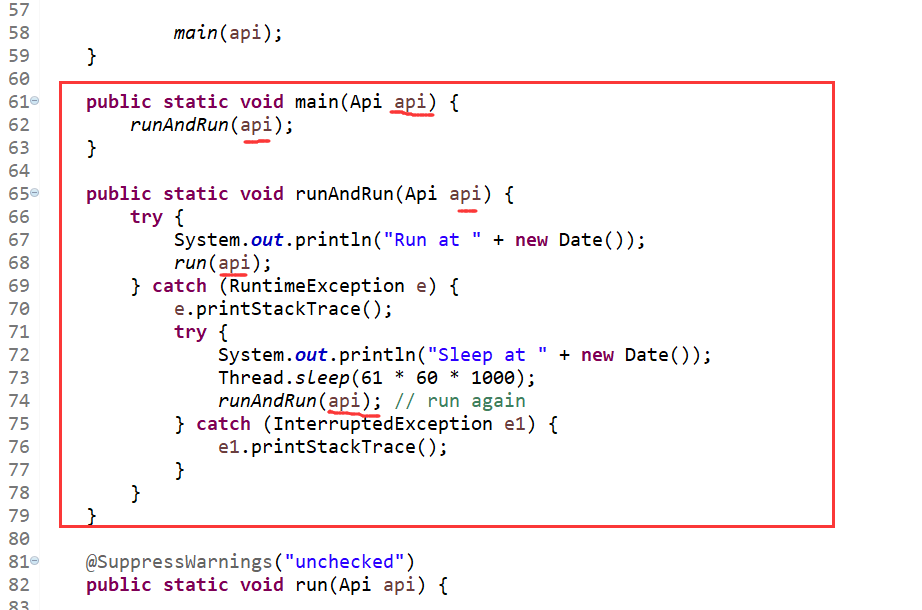 57
58 main(api);
59 }
60
61 public static void main(Api api) {
62 runAndRun(api);
63 }
64
65 public static void runAndRun(Api api) {
66 try {
67 System.out.println("Run at " + new Date());
68 run(api);
69 } catch (RuntimeException e) {
70 e.printStackTrace();
71 try {
72 System.out.println("Sleep at " + new Date());
73 Thread.sleep(61 * 60 * 1000);
74 runAndRun(api); // run again
75 } catch (InterruptedException e1) {
76 e1.printStackTrace();
77 }
78 }
79 }
80
81 @SuppressWarnings("unchecked")
82 public static void run(Api api) {
83